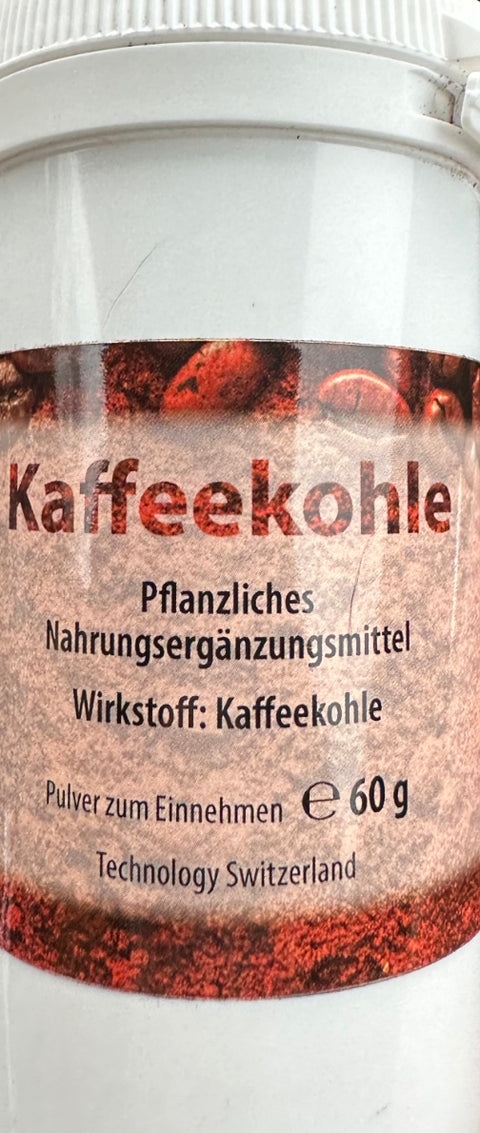 Kaffeekohle
Pflanzliches
Nahrungsergänzungsmittel
Wirkstoff: Kaffeekohle
Pulver zum Einnehmen ℮ 60 g
Technology Switzerland